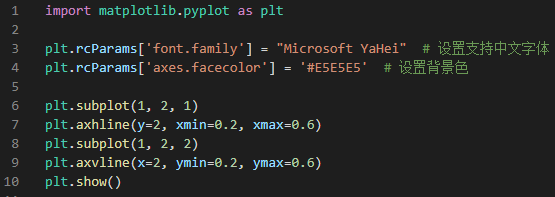 1 import matplotlib.pyplot as plt
2
3 plt.rcParams['font.family'] = "Microsoft YaHei"  # 设置支持中文字体
4 plt.rcParams['axes.facecolor'] = '#E5E5E5'  # 设置背景色
5
6 plt.subplot(1, 2, 1)
7 plt.axhline(y=2, xmin=0.2, xmax=0.6)
8 plt.subplot(1, 2, 2)
9 plt.axvline(x=2, ymin=0.2, ymax=0.6)
10 plt.show()